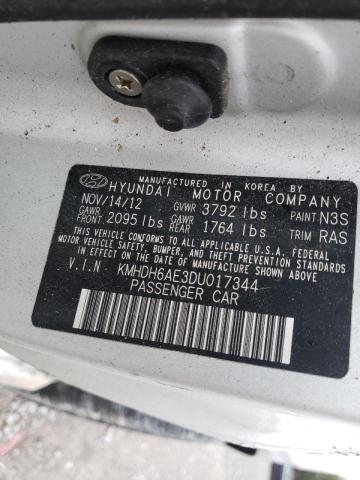 MANUFACTURED IN KOREA BY
HYUNDAI MOTOR COMPANY
NOV/14/12 GVWR 3792 lbs PAINT N3S
GAWR FRONT 2095 lbs GAWR REAR 1764 lbs TRIM RAS
THIS VEHICLE CONFORMS TO ALL APPLICABLE U.S.A. FEDERAL
MOTOR VEHICLE SAFETY, BUMPER, AND THEFT PREVENTION
STANDARDS IN EFFECT ON THE DATE OF MANUFACTURE SHOWN ABOVE.
V.I.N KMHDH6AE3DU017344
PASSENGER CAR